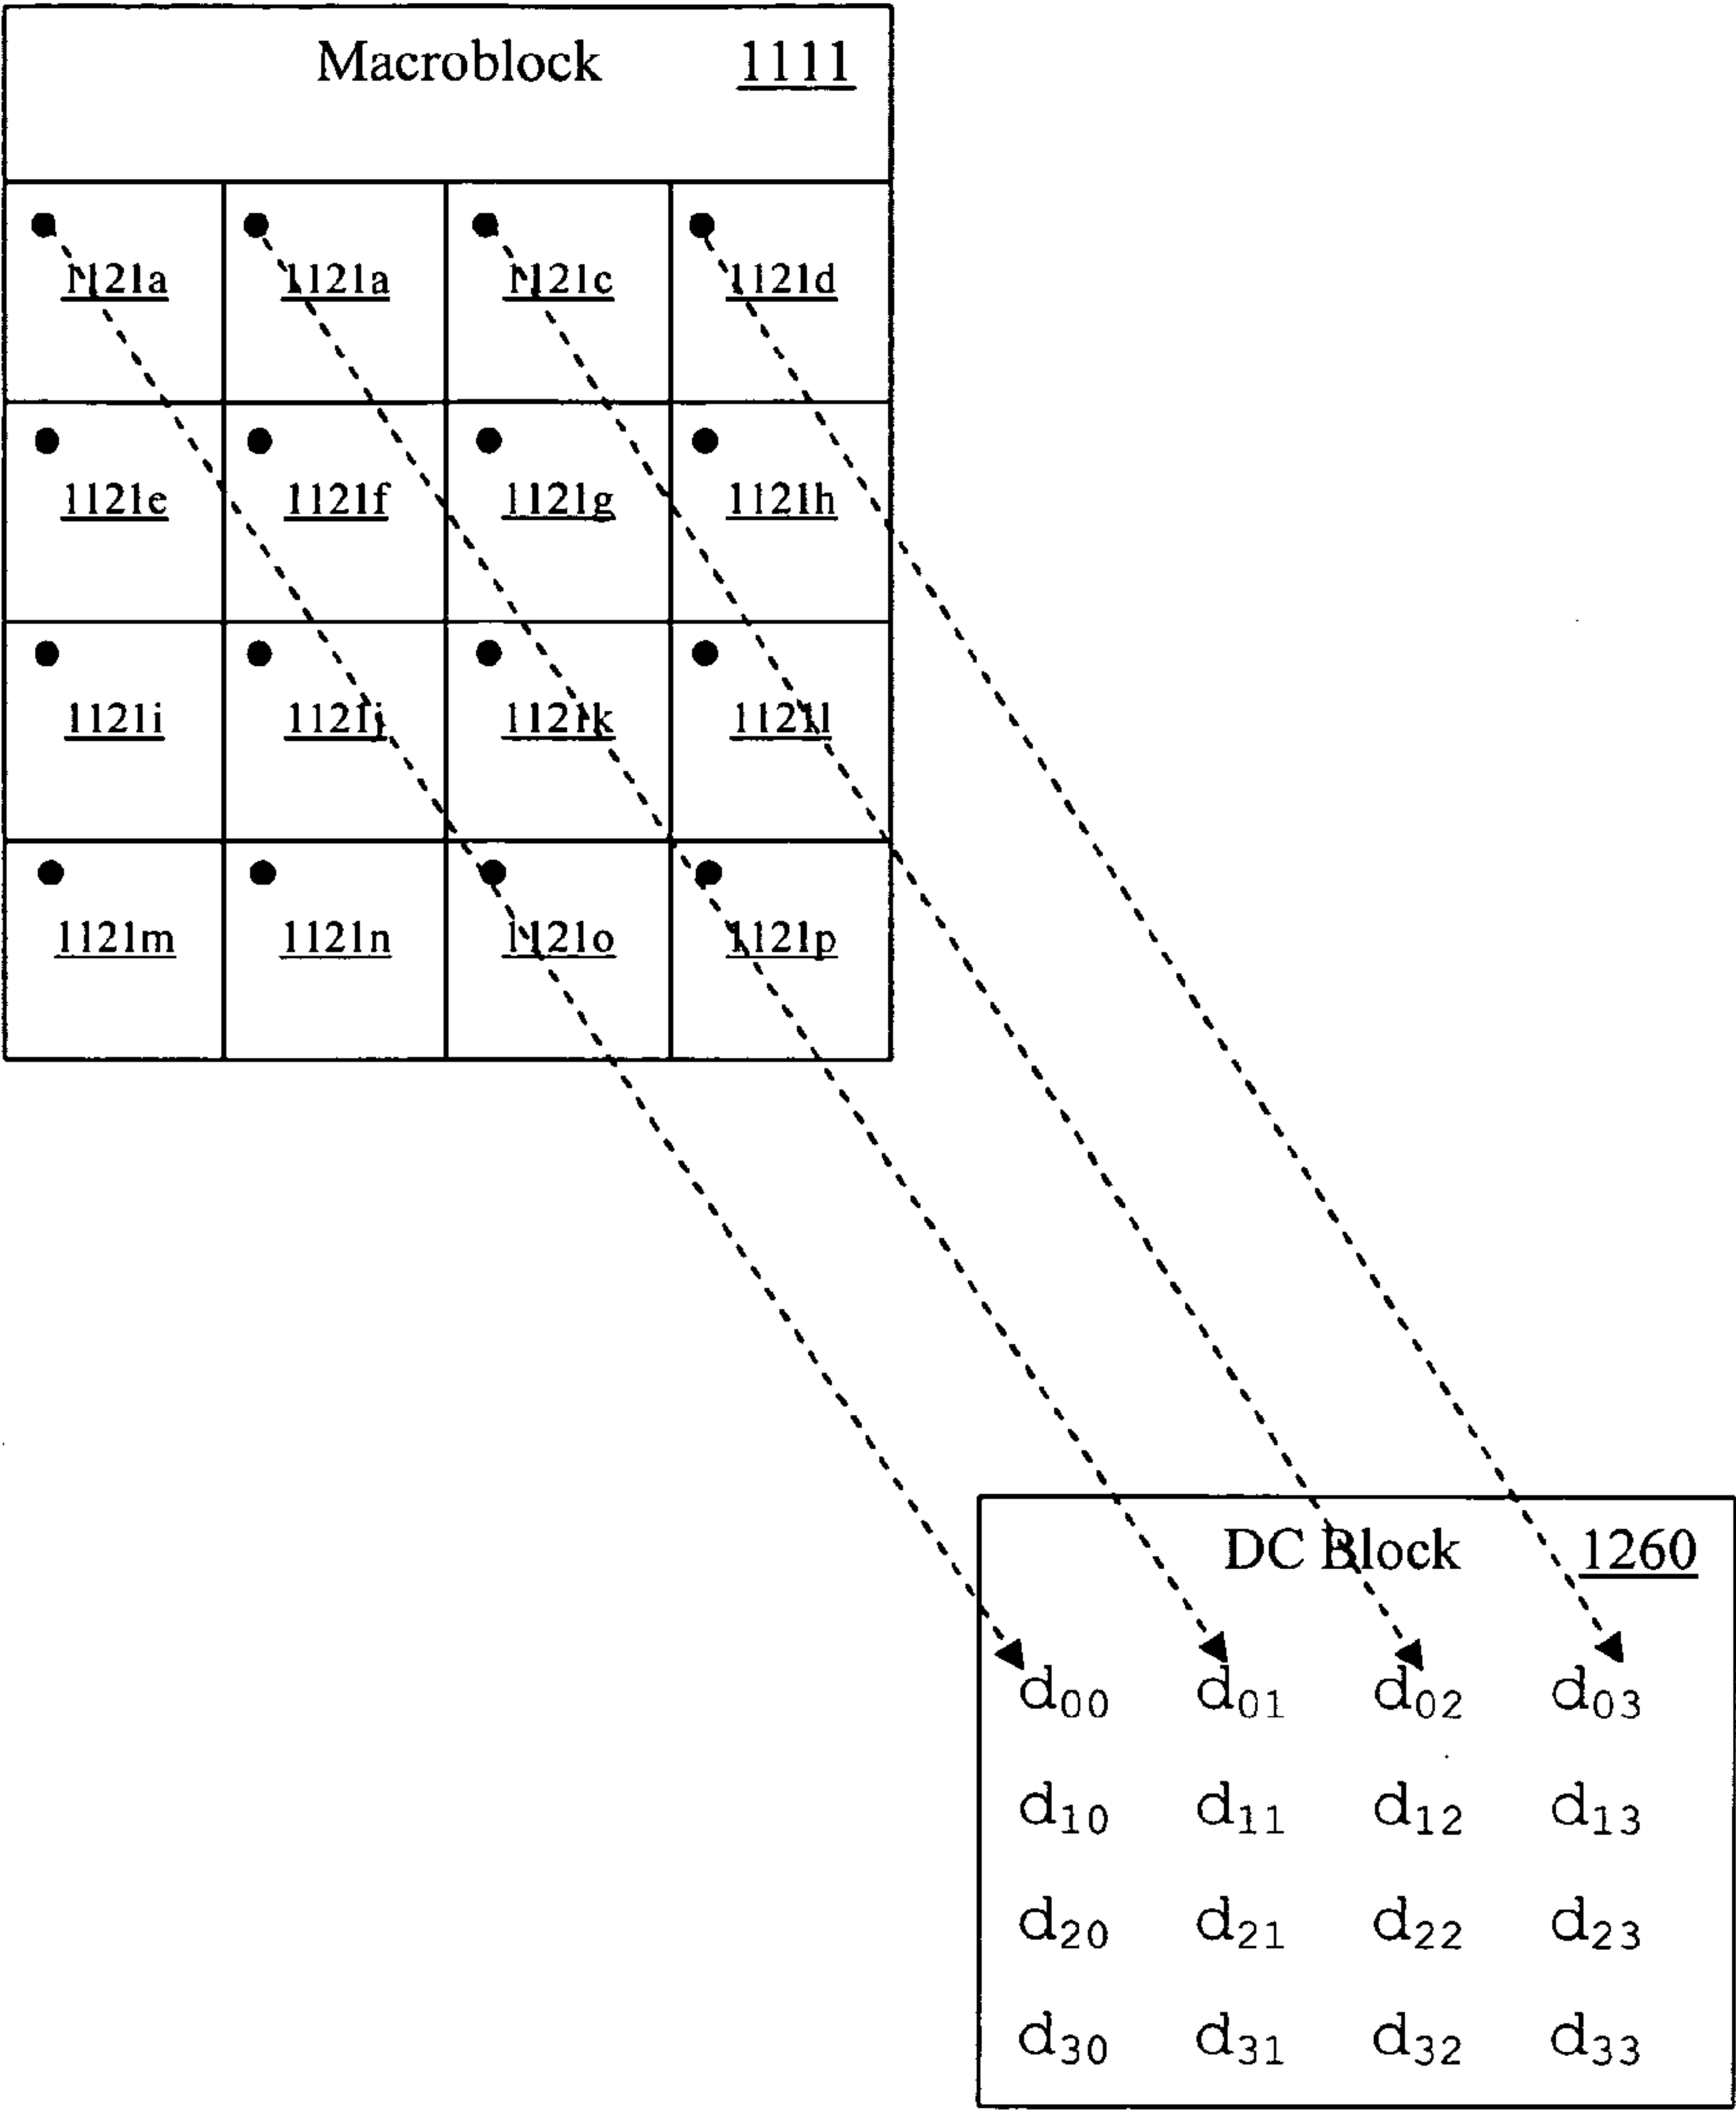 Macroblock 1111
1121a 1121a 1121c 1121d
1121e 1121f 1121g 1121h
1121i 1121j 1121k 1121l
1121m 1121n 1121o 1121p
DC Block 1260
d00 d01 d02 d03
d10 d11 d12 d13
d20 d21 d22 d23
d30 d31 d32 d33